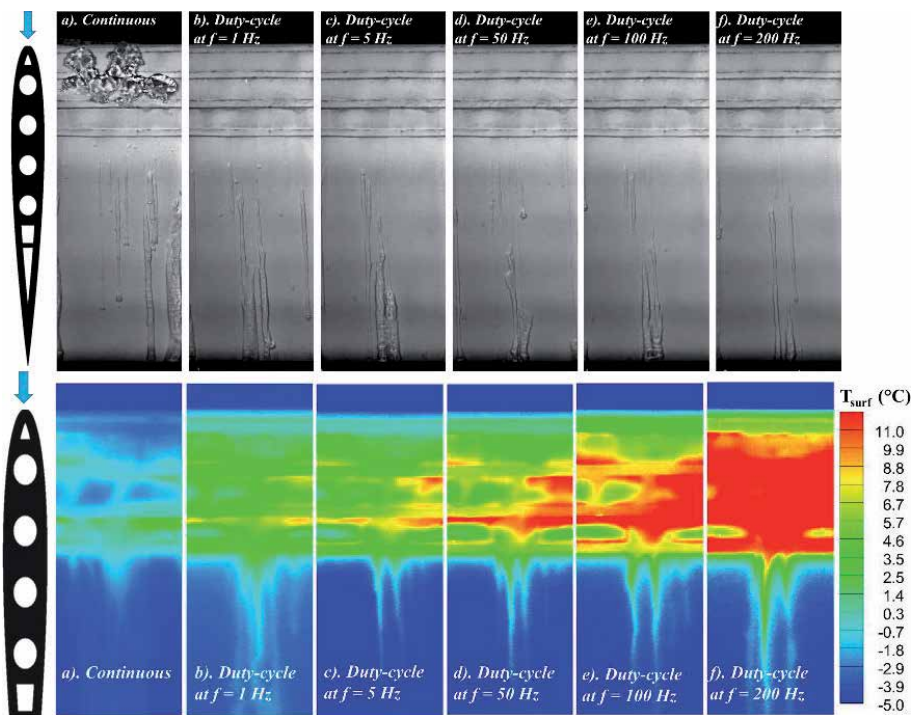 a). Continuous
b). Duty-cycle
at f = 1 Hz
c). Duty-cycle
at f = 5 Hz
d). Duty-cycle
at f = 50 Hz
e). Duty-cycle
at f = 100 Hz
f). Duty-cycle
at f = 200 Hz
T_surf (°C)
11.0
9.9
8.8
7.8
6.7
5.7
4.6
3.5
2.5
1.4
0.3
-0.7
-1.8
-2.9
-3.9
-5.0
a). Continuous
b). Duty-cycle
at f = 1 Hz
c). Duty-cycle
at f = 5 Hz
d). Duty-cycle
at f = 50 Hz
e). Duty-cycle
at f = 100 Hz
f). Duty-cycle
at f = 200 Hz